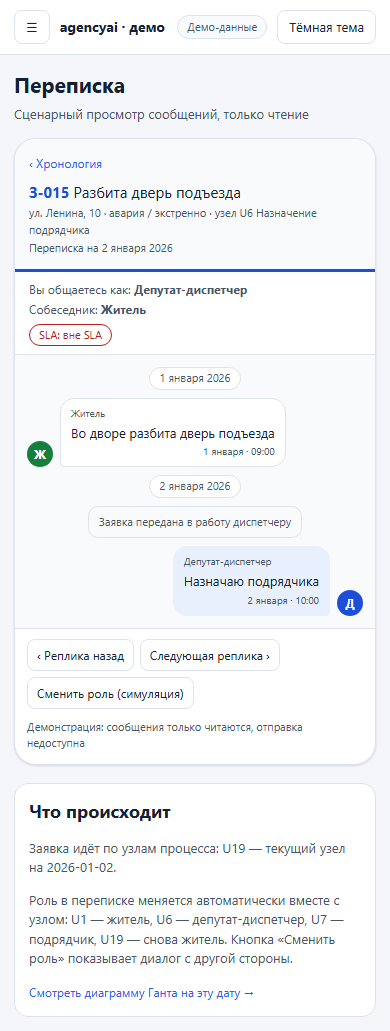 ☰ agencyai · демо Демо-данные Тёмная тема
Переписка
Сценарный просмотр сообщений, только чтение
‹ Хронология
3-015 Разбита дверь подъезда
ул. Ленина, 10 · авария / экстренно · узел U6 Назначение
подрядчика
Переписка на 2 января 2026
Вы общаетесь как: Депутат-диспетчер
Собеседник: Житель
SLA: вне SLA
1 января 2026
Житель
Во дворе разбита дверь подъезда
1 января · 09:00
Ж
2 января 2026
Заявка передана в работу диспетчеру
Депутат-диспетчер
Назначаю подрядчика
2 января · 10:00
Д
‹ Реплика назад Следующая реплика ›
Сменить роль (симуляция)
Демонстрация: сообщения только читаются, отправка
недоступна
Что происходит
Заявка идёт по узлам процесса: U19 — текущий узел
на 2026-01-02.
Роль в переписке меняется автоматически вместе с
узлом: U1 — житель, U6 — депутат-диспетчер, U7 —
подрядчик, U19 — снова житель. Кнопка «Сменить
роль» показывает диалог с другой стороны.
Смотреть диаграмму Ганта на эту дату →